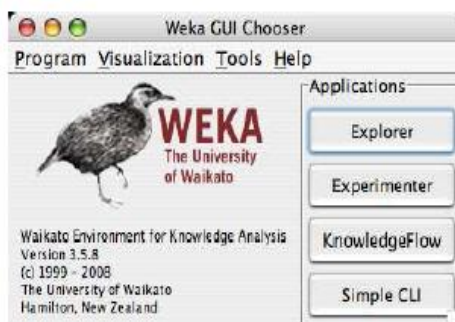 Weka GUI Chooser
Program Visualization Tools Help
WEKA
The University
of Waikato
Waikato Environment for Knowledge Analysis
Version 3.5.8
(c) 1999 - 2008
The University of Waikato
Hamilton, New Zealand
Applications
Explorer
Experimenter
KnowledgeFlow
Simple CLI